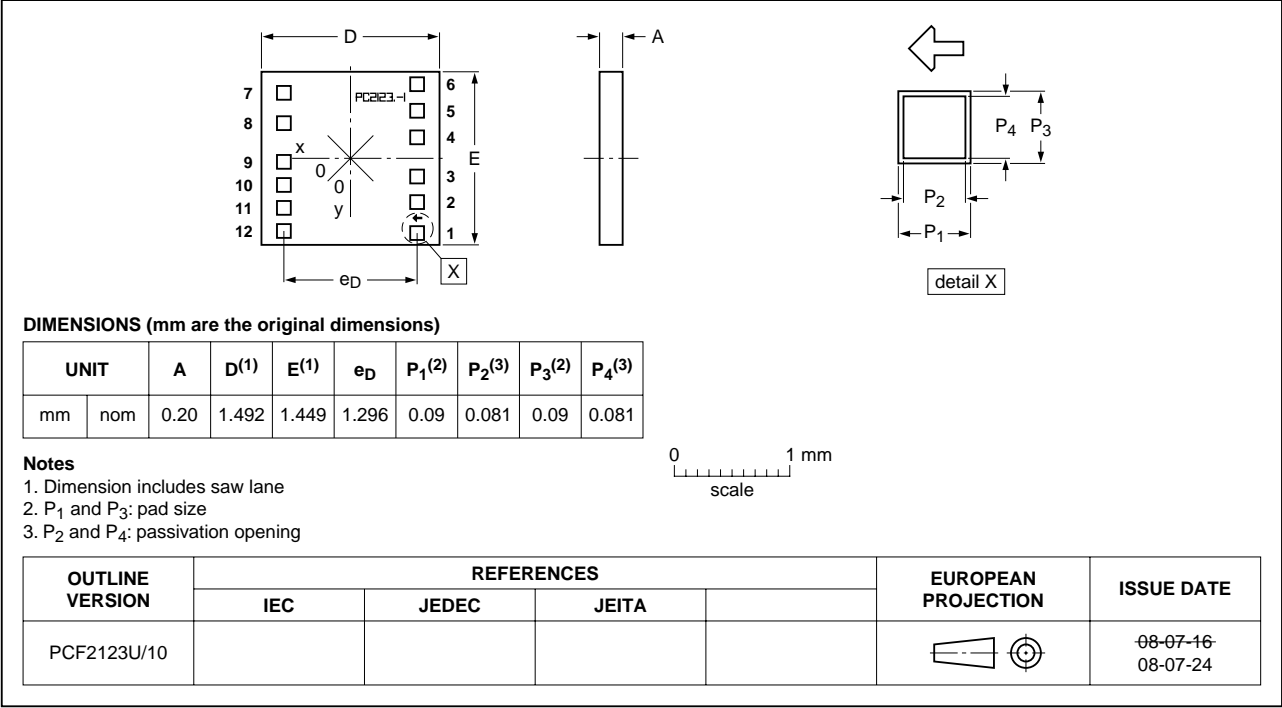 D
A
7
8
9
10
11
12
PC2123.-1
x
0
0
y
6
5
4
3
2
1
E
eD
X
P4
P3
P2
P1
detail X
DIMENSIONS (mm are the original dimensions)
UNIT A D(1) E(1) eD P1(2) P2(3) P3(2) P4(3)
mm nom 0.20 1.492 1.449 1.296 0.09 0.081 0.09 0.081
0 1 mm
scale
Notes
1. Dimension includes saw lane
2. P1 and P3: pad size
3. P2 and P4: passivation opening
OUTLINE VERSION
REFERENCES
IEC JEDEC JEITA
EUROPEAN PROJECTION
ISSUE DATE
PCF2123U/10
08-07-16
08-07-24